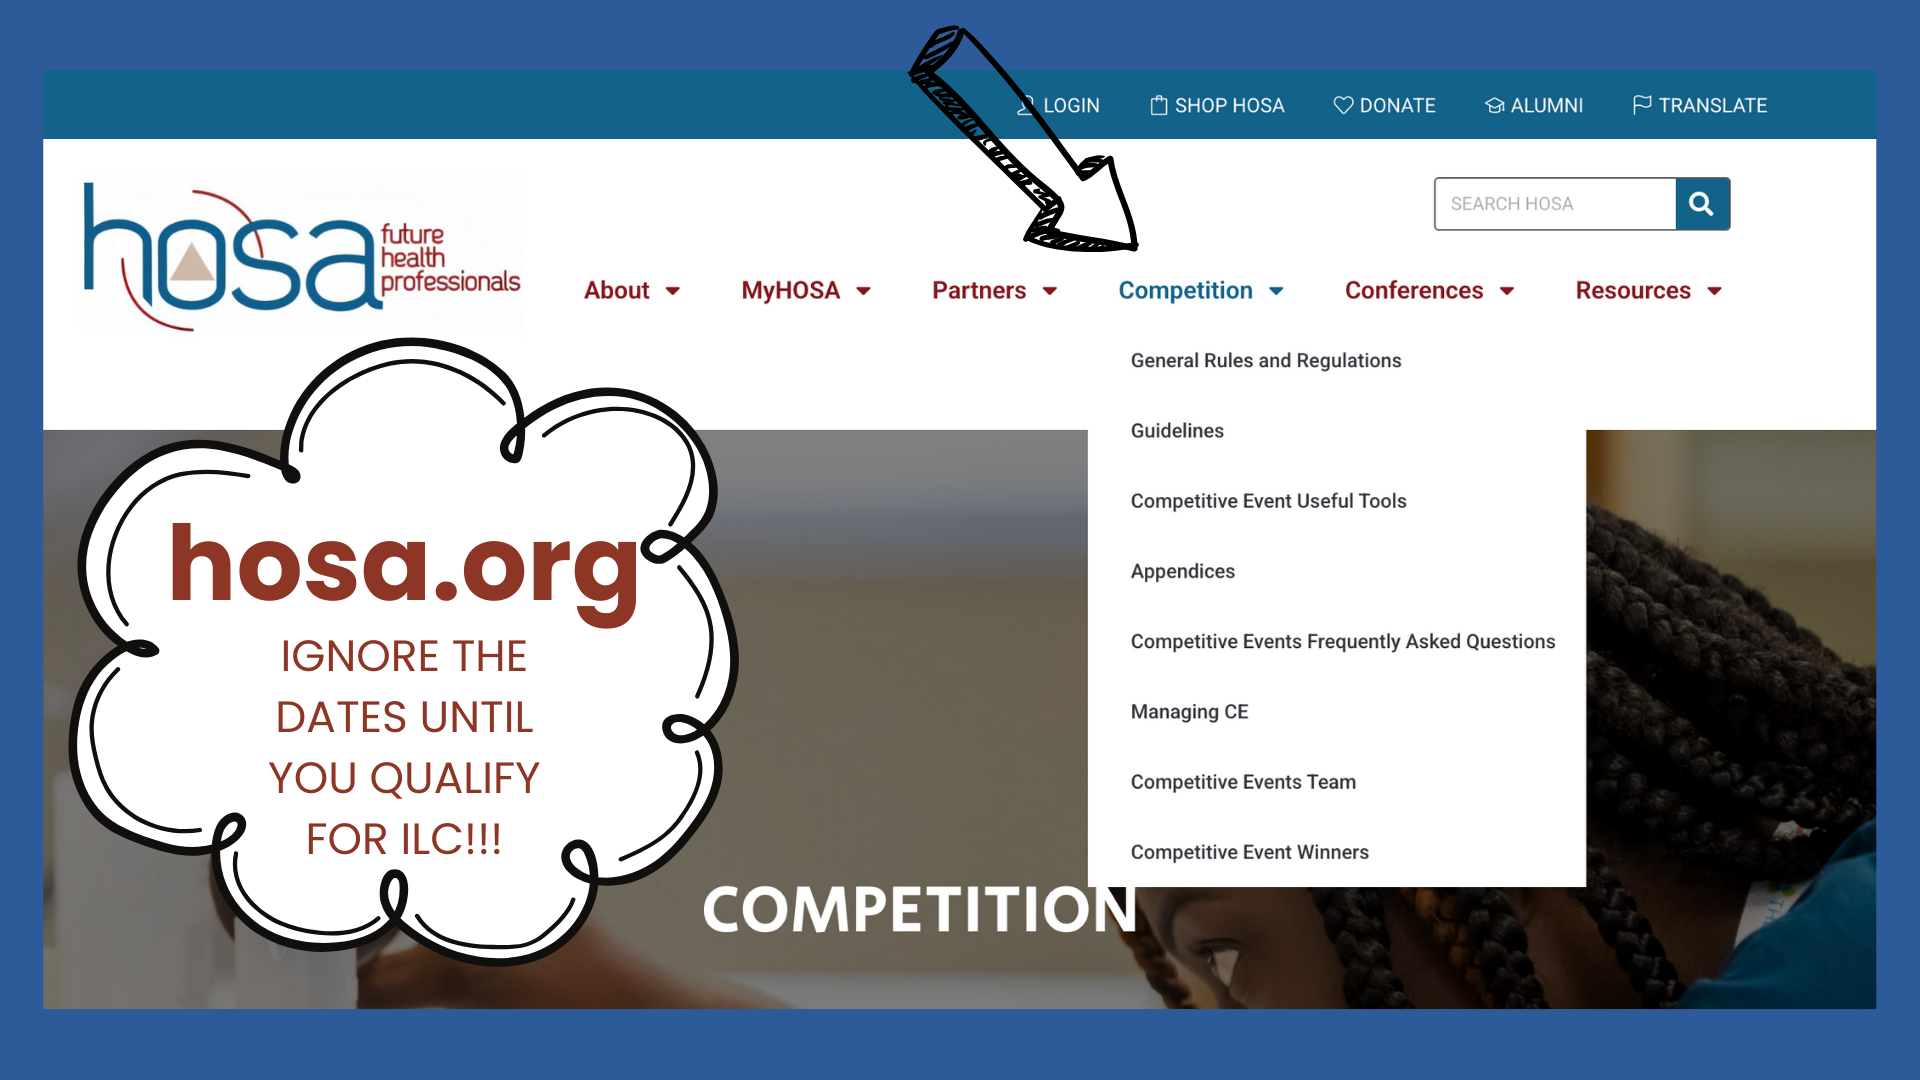 LOGIN SHOP HOSA DONATE ALUMNI TRANSLATE
hosa
future
health
professionals
SEARCH HOSA
About MyHOSA Partners Competition Conferences Resources
General Rules and Regulations
Guidelines
Competitive Event Useful Tools
Appendices
Competitive Events Frequently Asked Questions
Managing CE
Competitive Events Team
Competitive Event Winners
hosa.org
IGNORE THE
DATES UNTIL
YOU QUALIFY
FOR ILC!!!
COMPETITION